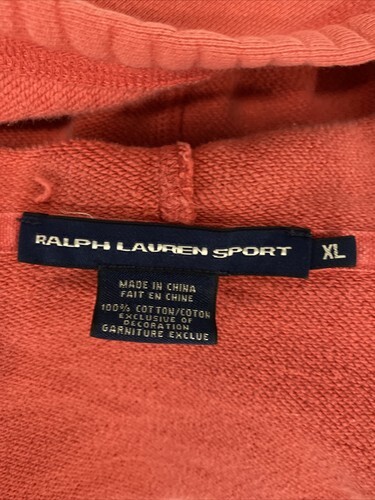 RALPH LAUREN SPORT XL
MADE IN CHINA
FAIT EN CHINE
100% COTTON/COTON
EXCLUSIVE OF
DECORATION
GARNITURE EXCLUE